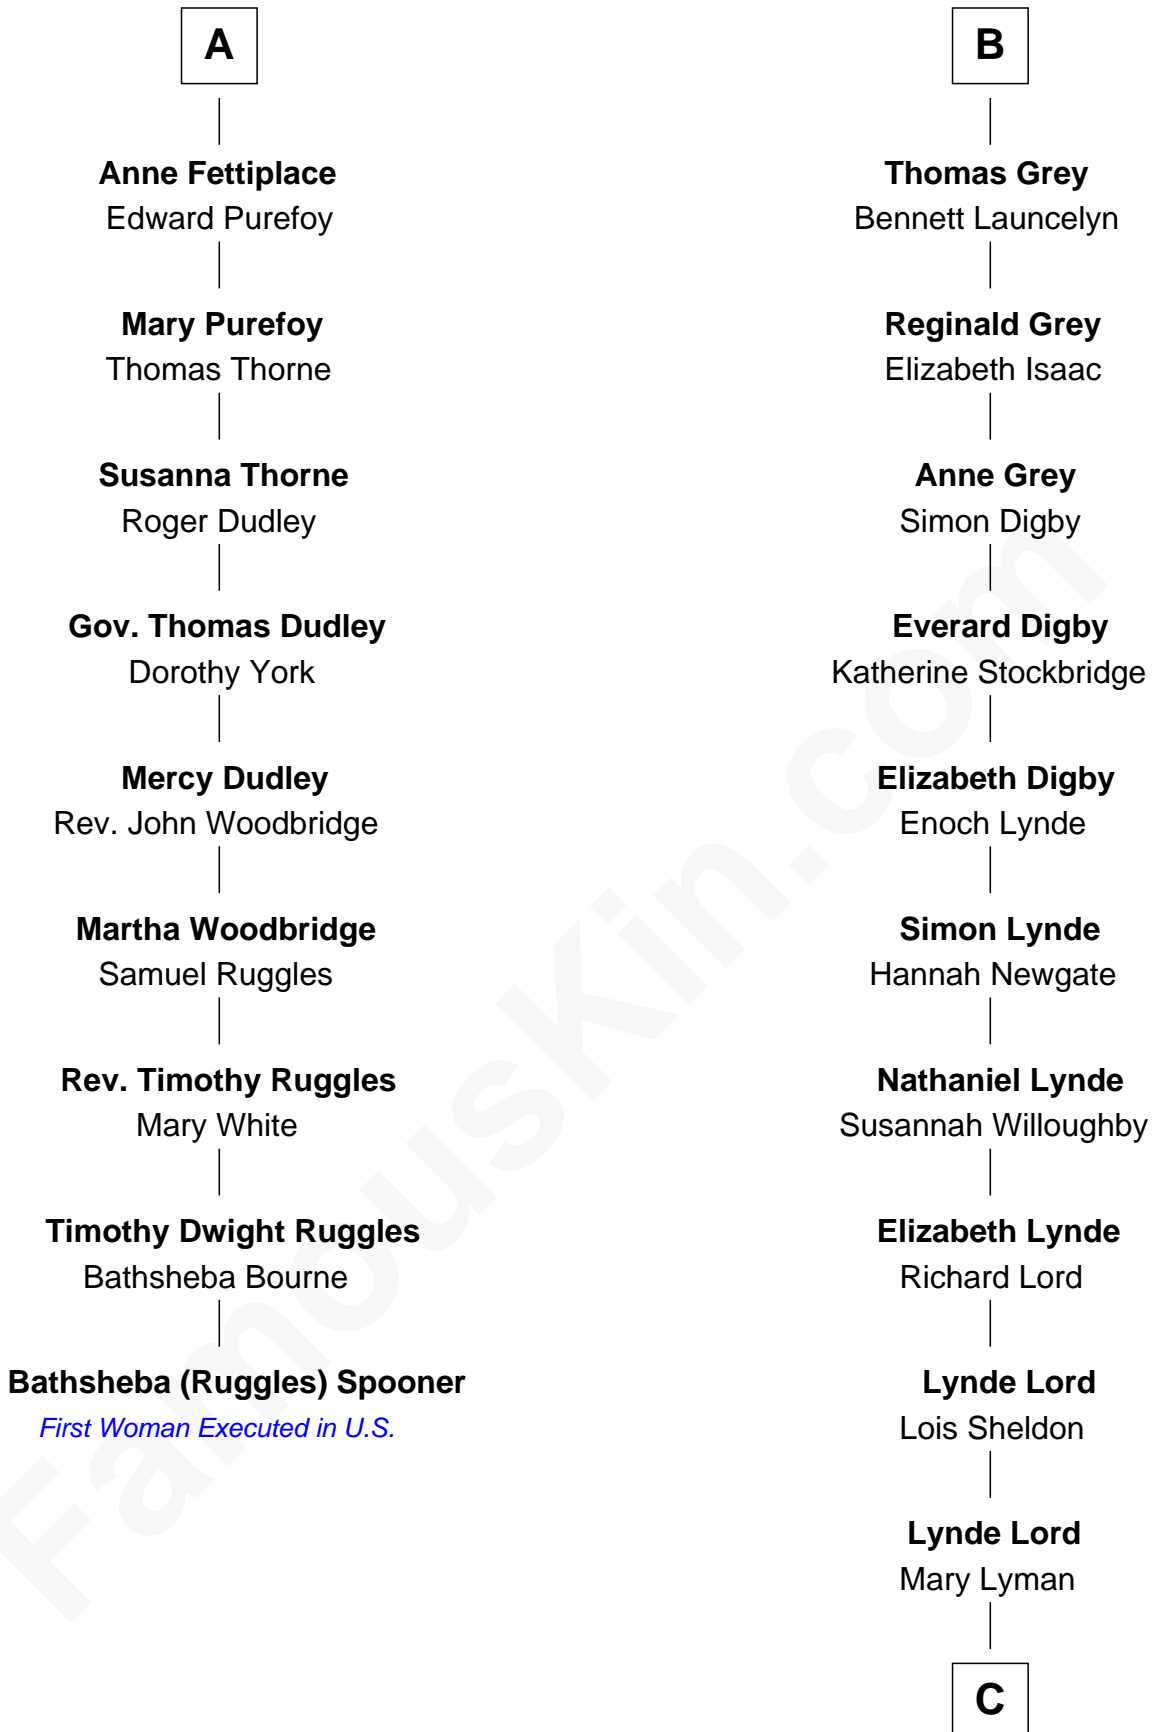 A
Anne Fettiplace
Edward Purefoy
Mary Purefoy
Thomas Thorne
Susanna Thorne
Roger Dudley
Gov. Thomas Dudley
Dorothy York
Mercy Dudley
Rev. John Woodbridge
Martha Woodbridge
Samuel Ruggles
Rev. Timothy Ruggles
Mary White
Timothy Dwight Ruggles
Bathsheba Bourne
Bathsheba (Ruggles) Spooner
First Woman Executed in U.S.
B
Thomas Grey
Bennett Launcelyn
Reginald Grey
Elizabeth Isaac
Anne Grey
Simon Digby
Everard Digby
Katherine Stockbridge
Elizabeth Digby
Enoch Lynde
Simon Lynde
Hannah Newgate
Nathaniel Lynde
Susannah Willoughby
Elizabeth Lynde
Richard Lord
Lynde Lord
Lois Sheldon
Lynde Lord
Mary Lyman
C
FamousKin.com